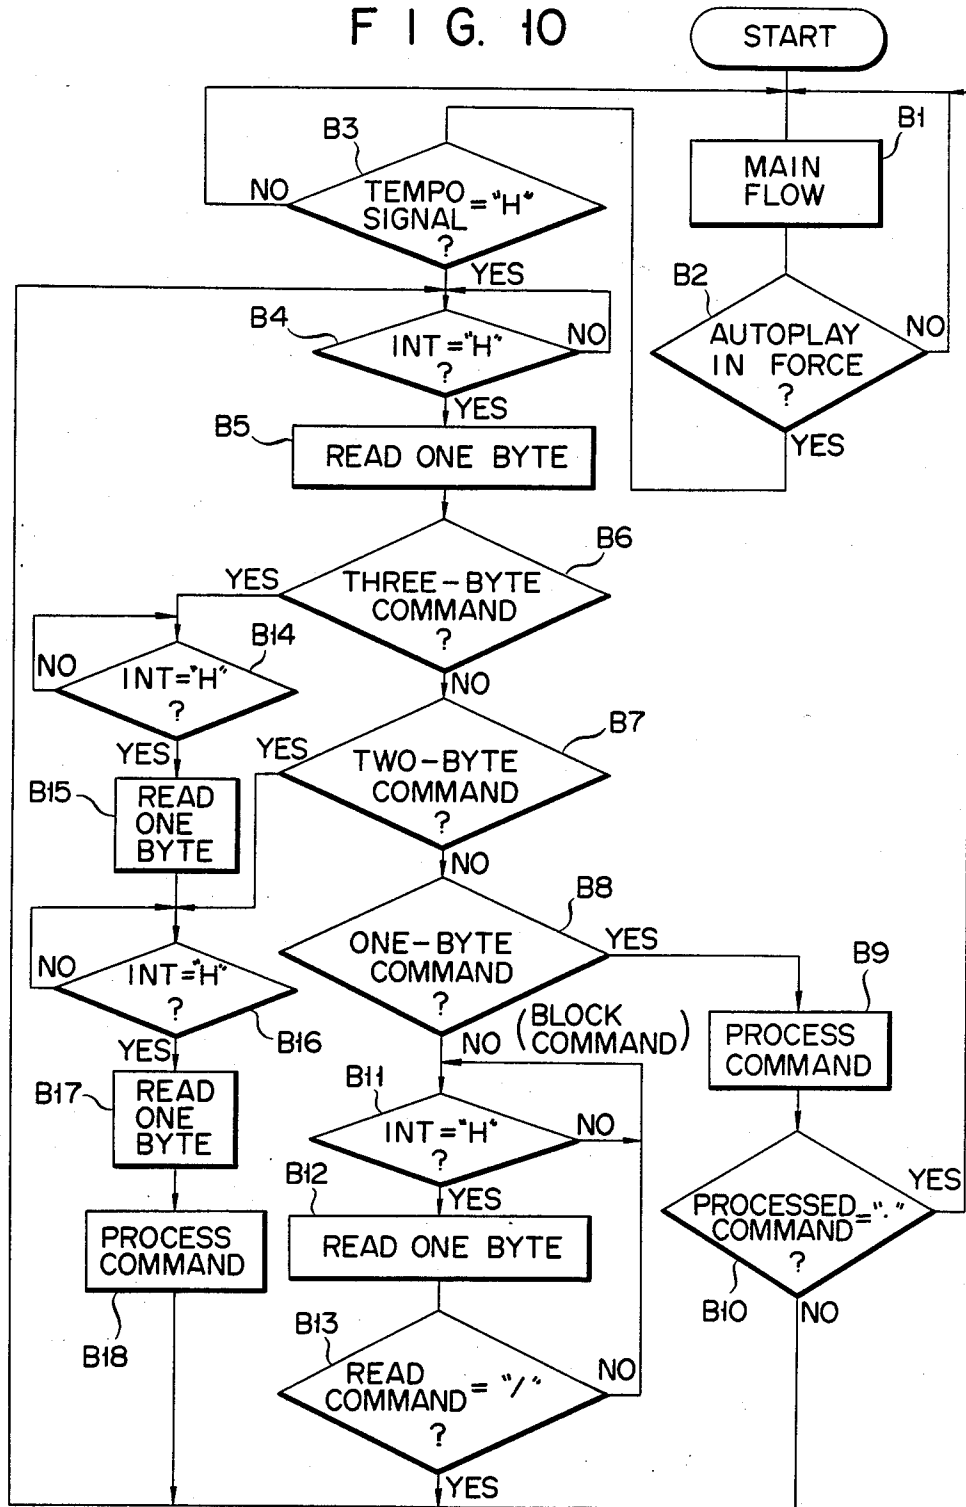 FIG. 10
START
B1
MAIN
FLOW
B2
AUTOPLAY
IN FORCE
?
NO
YES
B3
TEMPO
SIGNAL = "H"
?
NO
YES
B4
INT = "H"
?
NO
YES
B5
READ ONE BYTE
B6
THREE-BYTE
COMMAND
?
YES
NO
B14
INT = "H"
?
NO
YES
B15
READ
ONE
BYTE
B7
TWO-BYTE
COMMAND
?
YES
NO
B8
ONE-BYTE
COMMAND
?
YES
NO (BLOCK
COMMAND)
B16
INT = "H"
?
NO
YES
B17
READ
ONE
BYTE
PROCESS
COMMAND
B18
B11
INT = "H"
?
NO
YES
B12
READ ONE BYTE
B13
READ
COMMAND = "/"
?
NO
YES
B9
PROCESS
COMMAND
PROCESSED
COMMAND = "."
?
B10
YES
NO